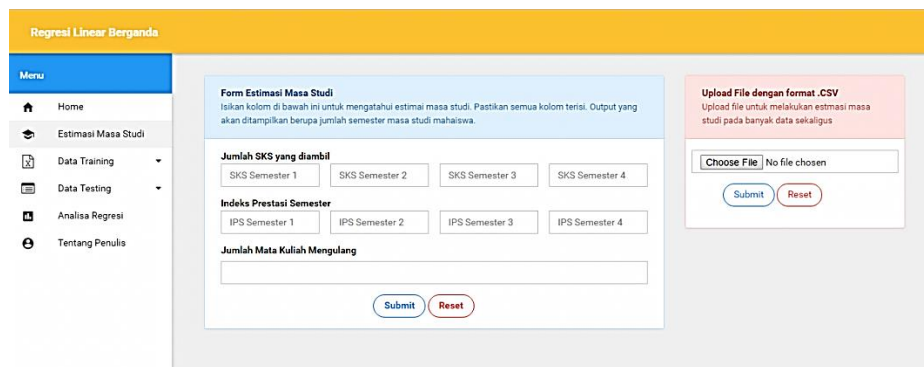 Regresi Linear Berganda
Menu
Home
Estimasi Masa Studi
Data Training
Data Testing
Analisa Regresi
Tentang Penulis
Form Estimasi Masa Studi
Isikan kolom di bawah ini untuk mengatahui estimai masa studi. Pastikan semua kolom terisi. Output yang
akan ditampilkan berupa jumlah semester masa studi mahaiswa.
Jumlah SKS yang diambil
SKS Semester 1 SKS Semester 2 SKS Semester 3 SKS Semester 4
Indeks Prestasi Semester
IPS Semester 1 IPS Semester 2 IPS Semester 3 IPS Semester 4
Jumlah Mata Kuliah Mengulang
Submit Reset
Upload File dengan format .CSV
Upload file untuk melakukan estmasi masa
studi pada banyak data sekaligus
Choose File No file chosen
Submit Reset